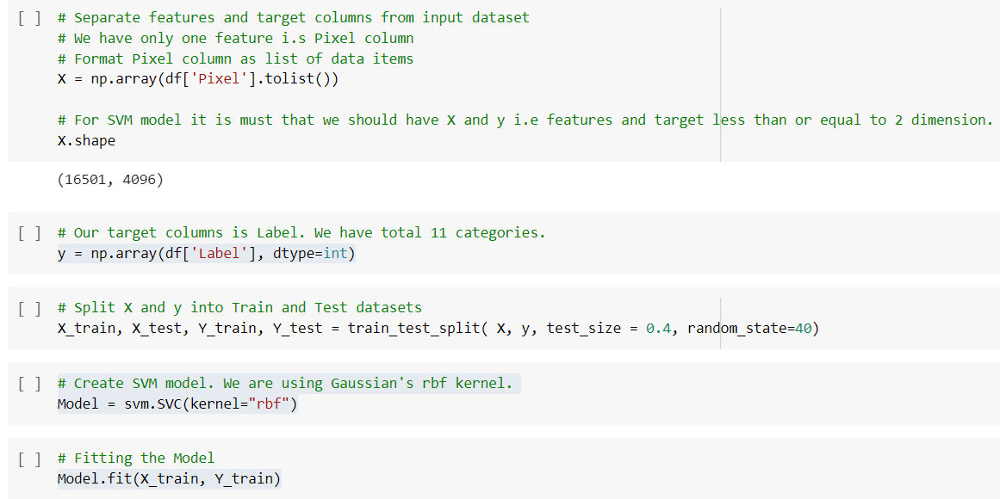 [ ] # Separate features and target columns from input dataset
# We have only one feature i.s Pixel column
# Format Pixel column as list of data items
X = np.array(df['Pixel'].tolist())
# For SVM model it is must that we should have X and y i.e features and target less than or equal to 2 dimension.
X.shape
(16501, 4096)
[ ] # Our target columns is Label. We have total 11 categories.
y = np.array(df['Label'], dtype=int)
[ ] # Split X and y into Train and Test datasets
X_train, X_test, Y_train, Y_test = train_test_split( X, y, test_size = 0.4, random_state=40)
[ ] # Create SVM model. We are using Gaussian's rbf kernel.
Model = svm.SVC(kernel="rbf")
[ ] # Fitting the Model
Model.fit(X_train, Y_train)